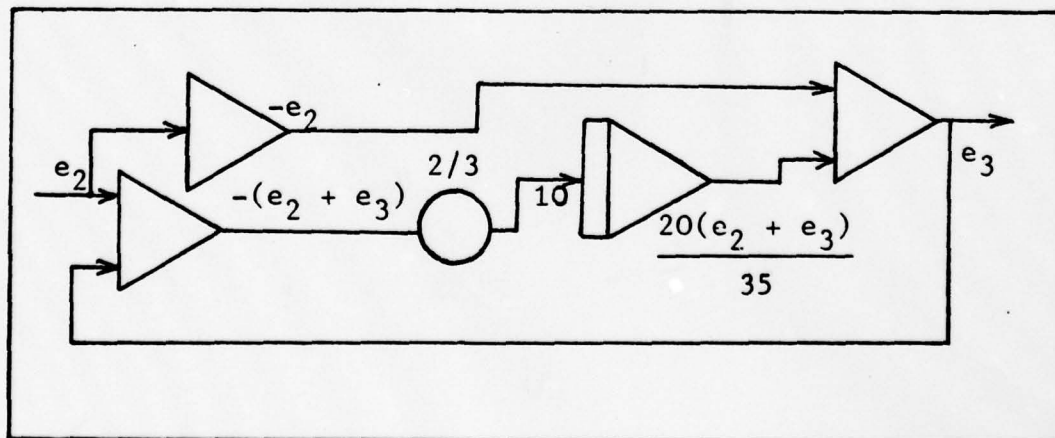 -e₂
2/3
e₂
-(e₂ + e₃)
10
e₃
20(e₂ + e₃)
35